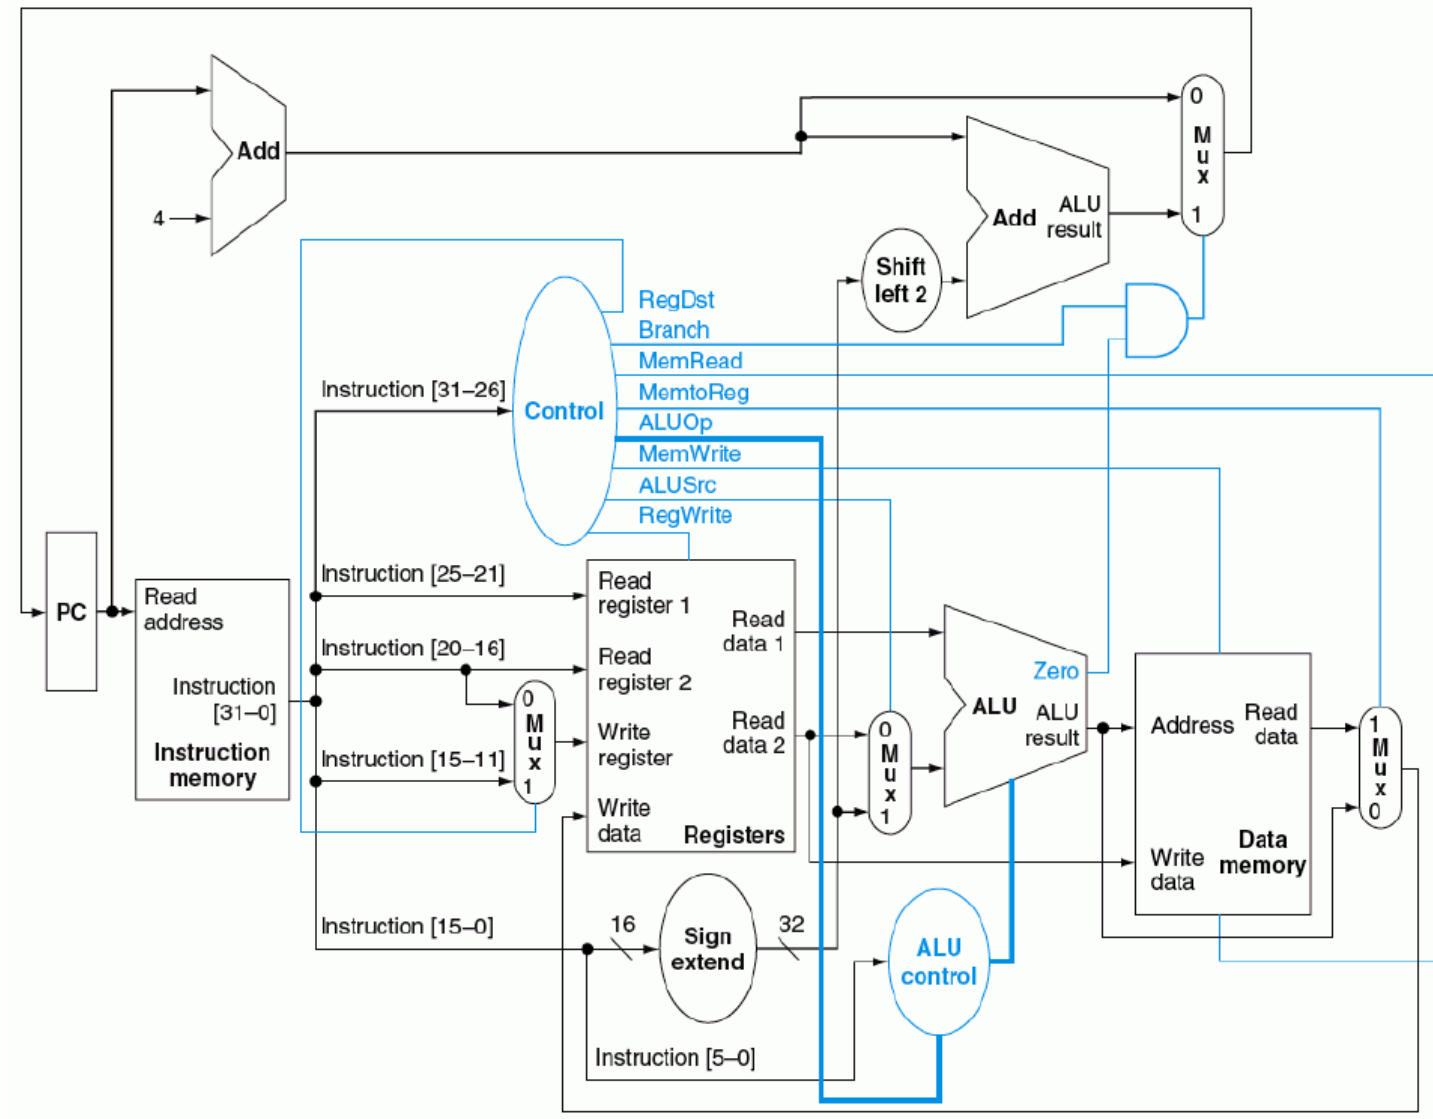 0
M
u
x
1
Add
4
Add
ALU
result
Shift
left 2
RegDst
Branch
MemRead
MemtoReg
ALUOp
MemWrite
ALUSrc
RegWrite
Instruction [31–26]
Control
Instruction [25–21]
Instruction [20–16]
Instruction [15–11]
Instruction [15–0]
Instruction [5–0]
PC
Read
address
Instruction
[31–0]
Instruction
memory
0
M
u
x
1
Read
register 1
Read
register 2
Write
register
Write
data
Read
data 1
Read
data 2
Registers
16
Sign
extend
32
0
M
u
x
1
Zero
ALU
ALU
result
ALU
control
Address
Read
data
Write
data
Data
memory
1
M
u
x
0